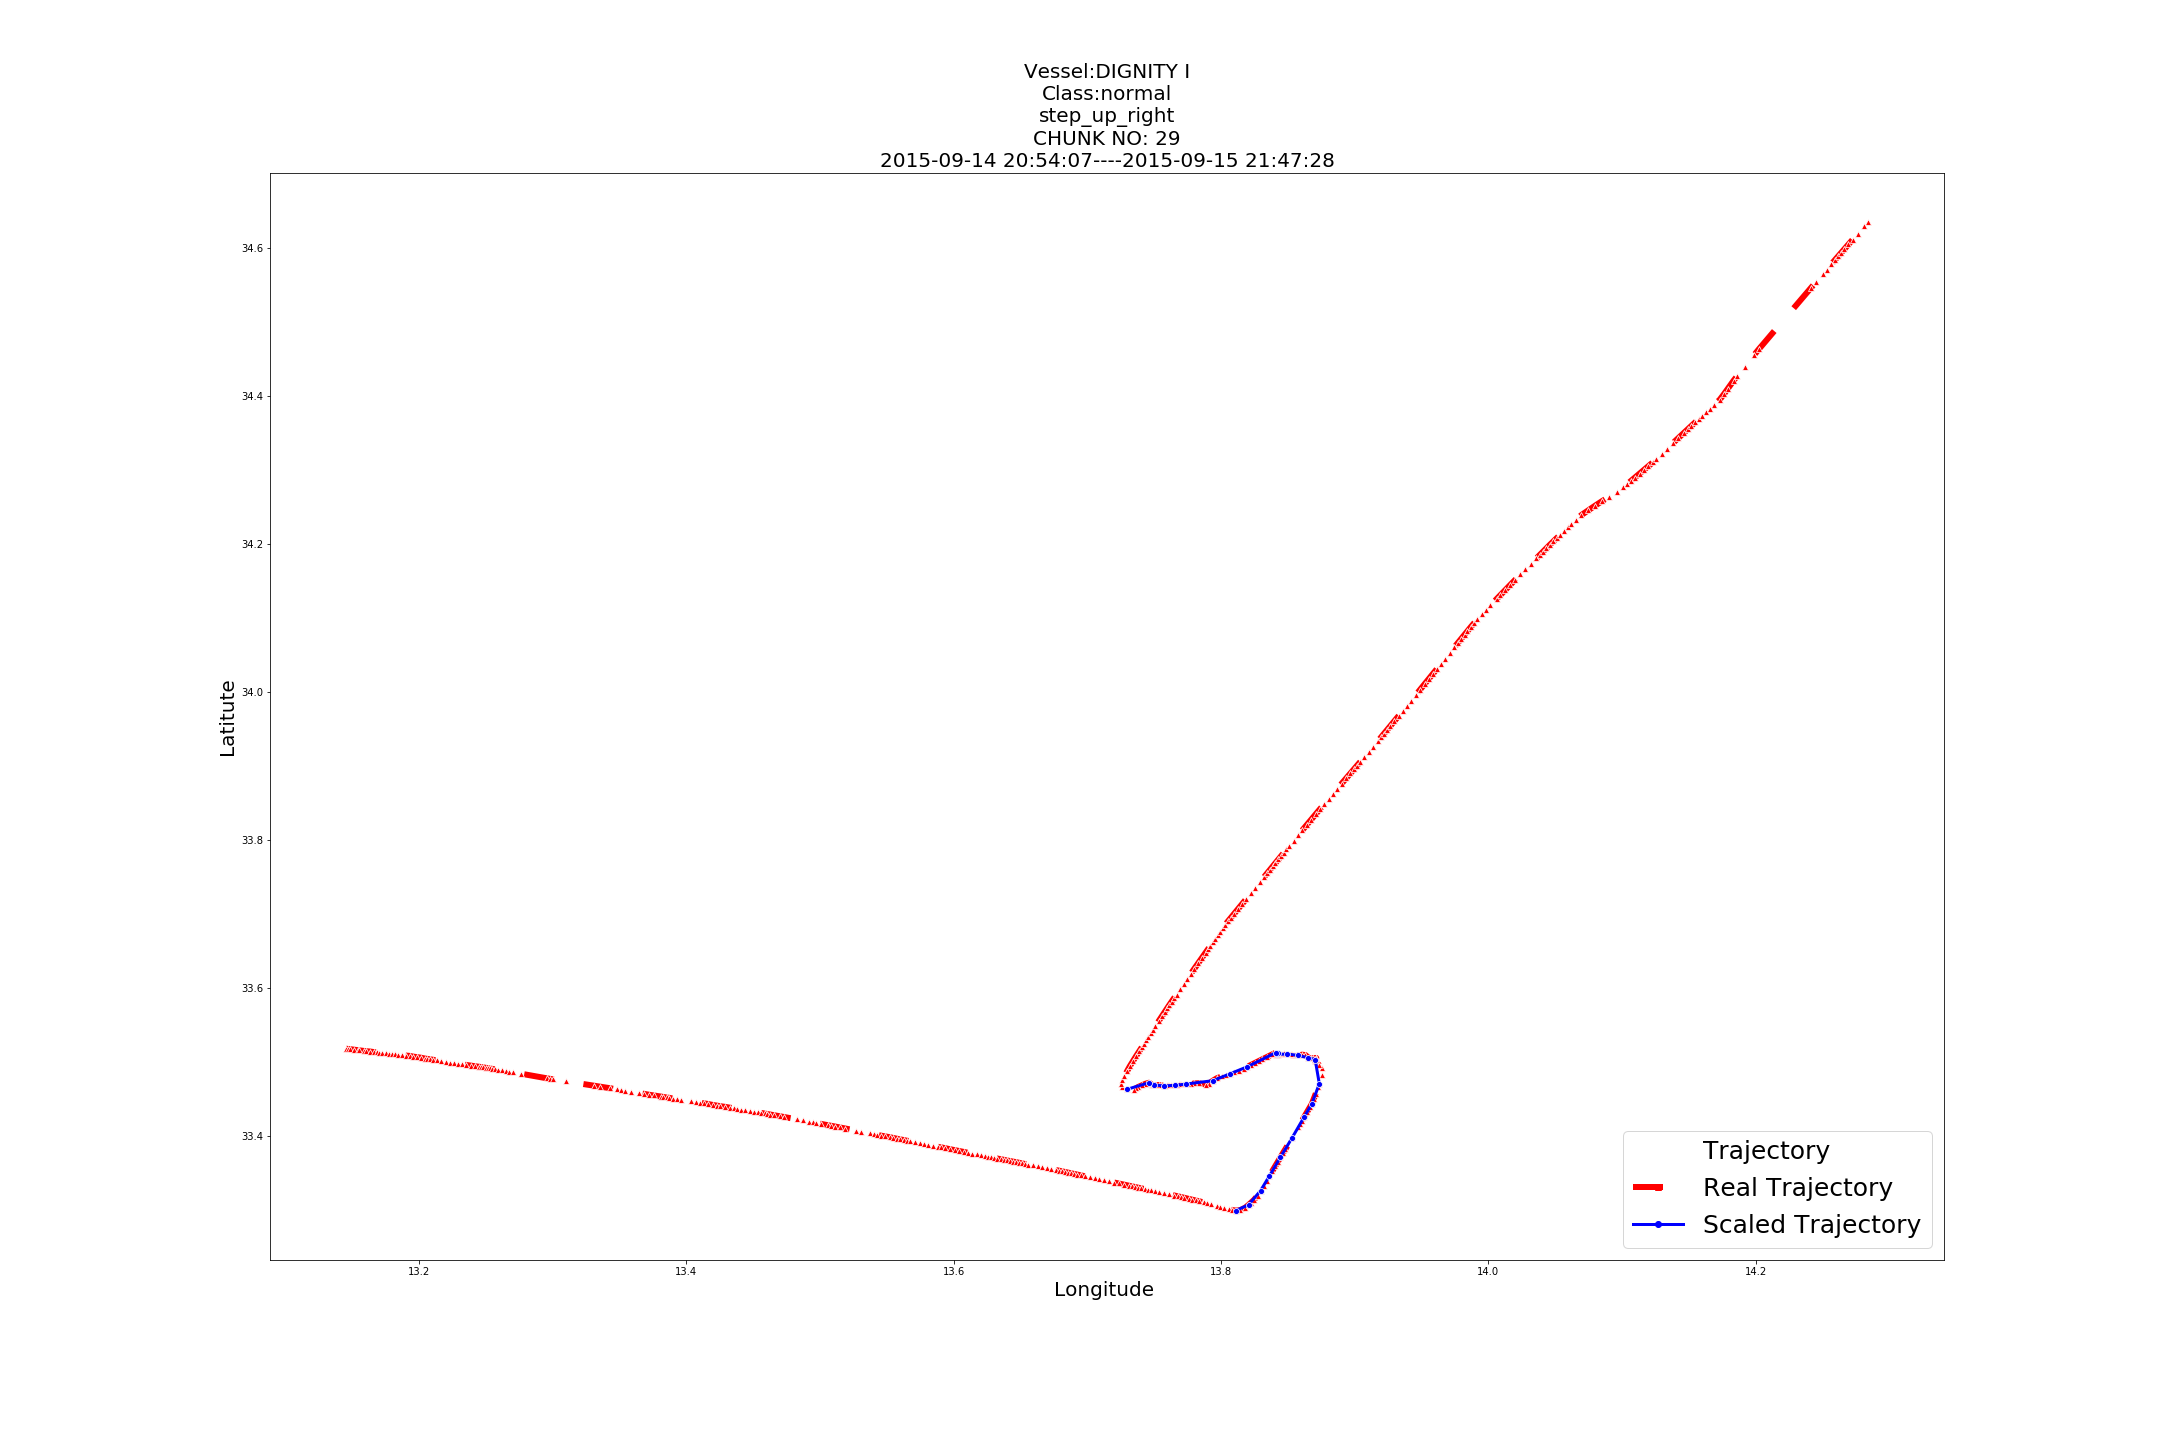 Vessel:DIGNITY I
Class:normal
step_up_right
CHUNK NO: 29
2015-09-14 20:54:07----2015-09-15 21:47:28
34.6
34.4
34.2
34.0
33.8
33.6
33.4
Latitute
13.2
13.4
13.6
13.8
14.0
14.2
Longitude
Trajectory
Real Trajectory
Scaled Trajectory